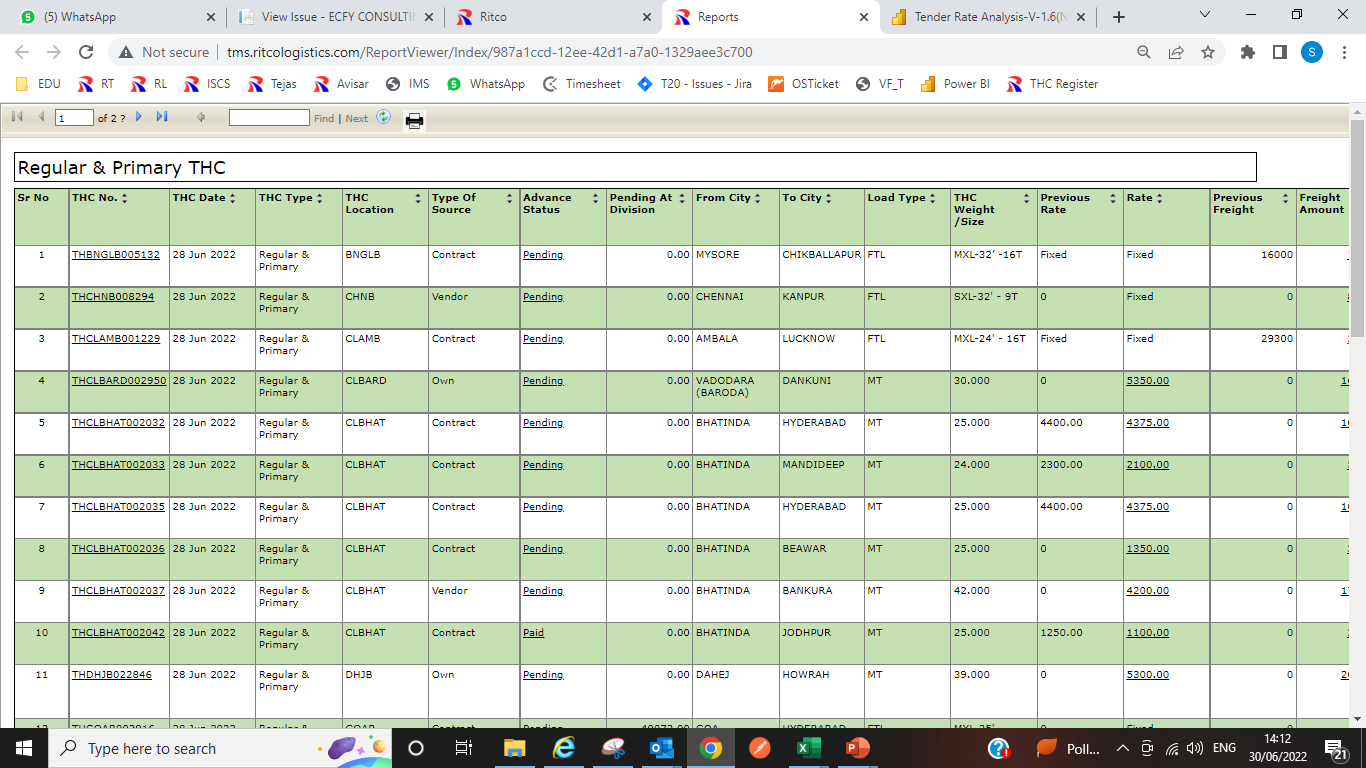 (5) WhatsApp
View Issue - ECFY CONSULTI
Ritco
Reports
Tender Rate Analysis-V-1.6(
Not secure | tms.ritcologistics.com/ReportViewer/Index/987a1ccd-12ee-42d1-a7a0-1329aee3c700
S
EDU RT RL ISCS Tejas Avisar IMS WhatsApp Timesheet T20 - Issues - Jira OSTicket VF_T Power BI THC Register
1 of 2 ? Find | Next
Regular & Primary THC
Sr No THC No. THC Date THC Type THC Type Of Advance Pending At From City To City Load Type THC Previous Rate Previous Freight
Location Source Status Division Weight Rate Freight Amount
/Size
1 THBNGLB005132 28 Jun 2022 Regular & BNGLB Contract Pending 0.00 MYSORE CHIKBALLAPUR FTL MXL-32' -16T Fixed Fixed 16000
Primary
2 THCHNB008294 28 Jun 2022 Regular & CHNB Vendor Pending 0.00 CHENNAI KANPUR FTL SXL-32' - 9T 0 Fixed 0
Primary
3 THCLAMB001229 28 Jun 2022 Regular & CLAMB Contract Pending 0.00 AMBALA LUCKNOW FTL MXL-24' - 16T Fixed Fixed 29300
Primary
4 THCLBARD002950 28 Jun 2022 Regular & CLBARD Own Pending 0.00 VADODARA DANKUNI MT 30.000 0 5350.00 0
Primary (BARODA)
5 THCLBHAT002032 28 Jun 2022 Regular & CLBHAT Contract Pending 0.00 BHATINDA HYDERABAD MT 25.000 4400.00 4375.00 0
Primary
6 THCLBHAT002033 28 Jun 2022 Regular & CLBHAT Contract Pending 0.00 BHATINDA MANDIDEEP MT 24.000 2300.00 2100.00 0
Primary
7 THCLBHAT002035 28 Jun 2022 Regular & CLBHAT Contract Pending 0.00 BHATINDA HYDERABAD MT 25.000 4400.00 4375.00 0
Primary
8 THCLBHAT002036 28 Jun 2022 Regular & CLBHAT Contract Pending 0.00 BHATINDA BEAWAR MT 25.000 0 1350.00 0
Primary
9 THCLBHAT002037 28 Jun 2022 Regular & CLBHAT Vendor Pending 0.00 BHATINDA BANKURA MT 42.000 0 4200.00 0
Primary
10 THCLBHAT002042 28 Jun 2022 Regular & CLBHAT Contract Paid 0.00 BHATINDA JODHPUR MT 25.000 1250.00 1100.00 0
Primary
11 THDHJB022846 28 Jun 2022 Regular & DHJB Own Pending 0.00 DAHEJ HOWRAH MT 39.000 0 5300.00 0
Primary
Type here to search
Poll... ENG
14:12
30/06/2022
21